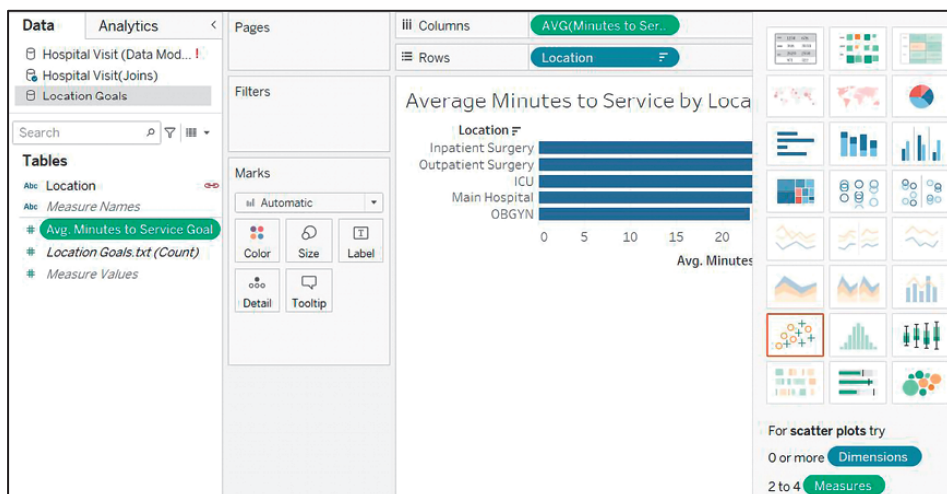 Data
Analytics
Hospital Visit (Data Mod... !
Hospital Visit(Joins)
Location Goals
Search
Tables
Abc Location
Abc Measure Names
# Avg. Minutes to Service Goal
# Location Goals.txt (Count)
# Measure Values
Pages
Filters
Marks
Automatic
Color
Size
Label
Detail
Tooltip
Columns
AVG(Minutes to Ser..
Rows
Location
Average Minutes to Service by Loca
Location
Inpatient Surgery
Outpatient Surgery
ICU
Main Hospital
OBGYN
0 5 10 15 20
Avg. Minutes
For scatter plots try
0 or more Dimensions
2 to 4 Measures